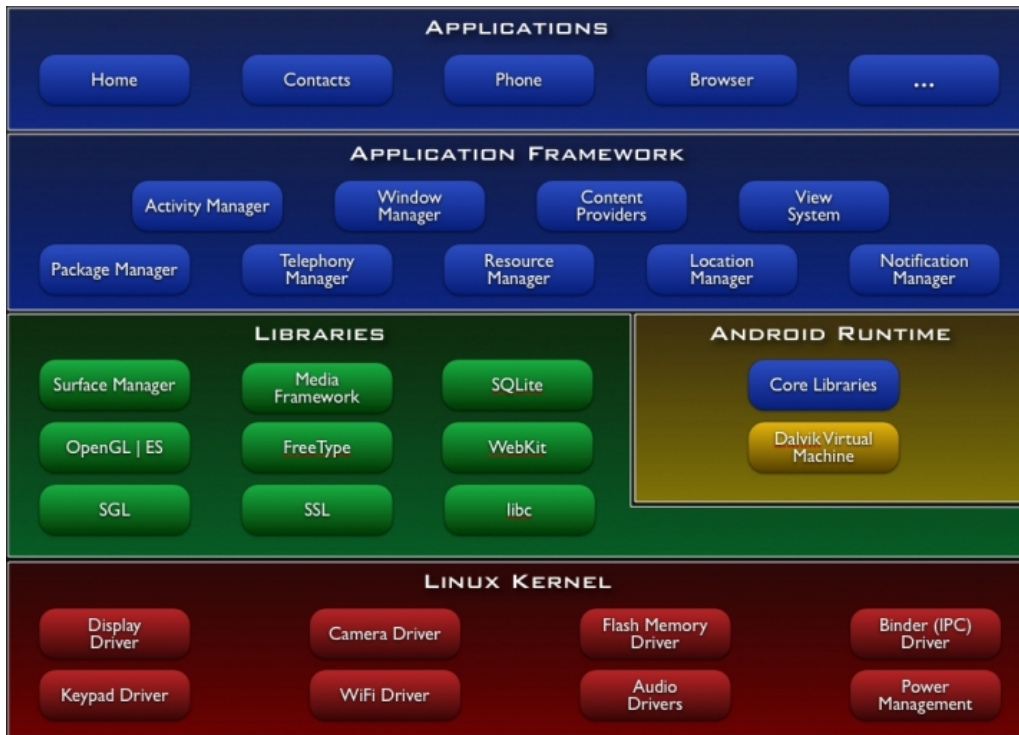 APPLICATIONS
Home
Contacts
Phone
Browser
...
APPLICATION FRAMEWORK
Activity Manager
Window
Manager
Content
Providers
View
System
Package Manager
Telephony
Manager
Resource
Manager
Location
Manager
Notification
Manager
LIBRARIES
Surface Manager
Media
Framework
SQLite
OpenGL | ES
FreeType
WebKit
SGL
SSL
libc
ANDROID RUNTIME
Core Libraries
Dalvik Virtual
Machine
LINUX KERNEL
Display
Driver
Camera Driver
Flash Memory
Driver
Binder (IPC)
Driver
Keypad Driver
WiFi Driver
Audio
Drivers
Power
Management